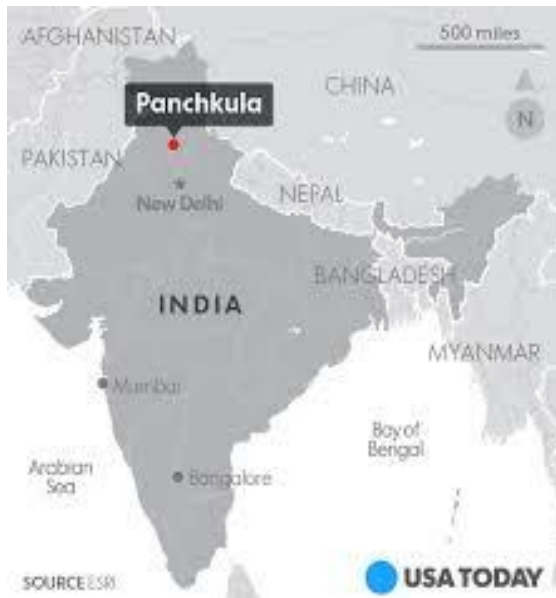 AFGHANISTAN
500 miles
CHINA
N
Panchkula
PAKISTAN
NEPAL
New Delhi
BANGLADESH
INDIA
MYANMAR
Mumbai
Bay of
Bengal
Arabian
Sea
Bangalore
SOURCE ESRI
USA TODAY